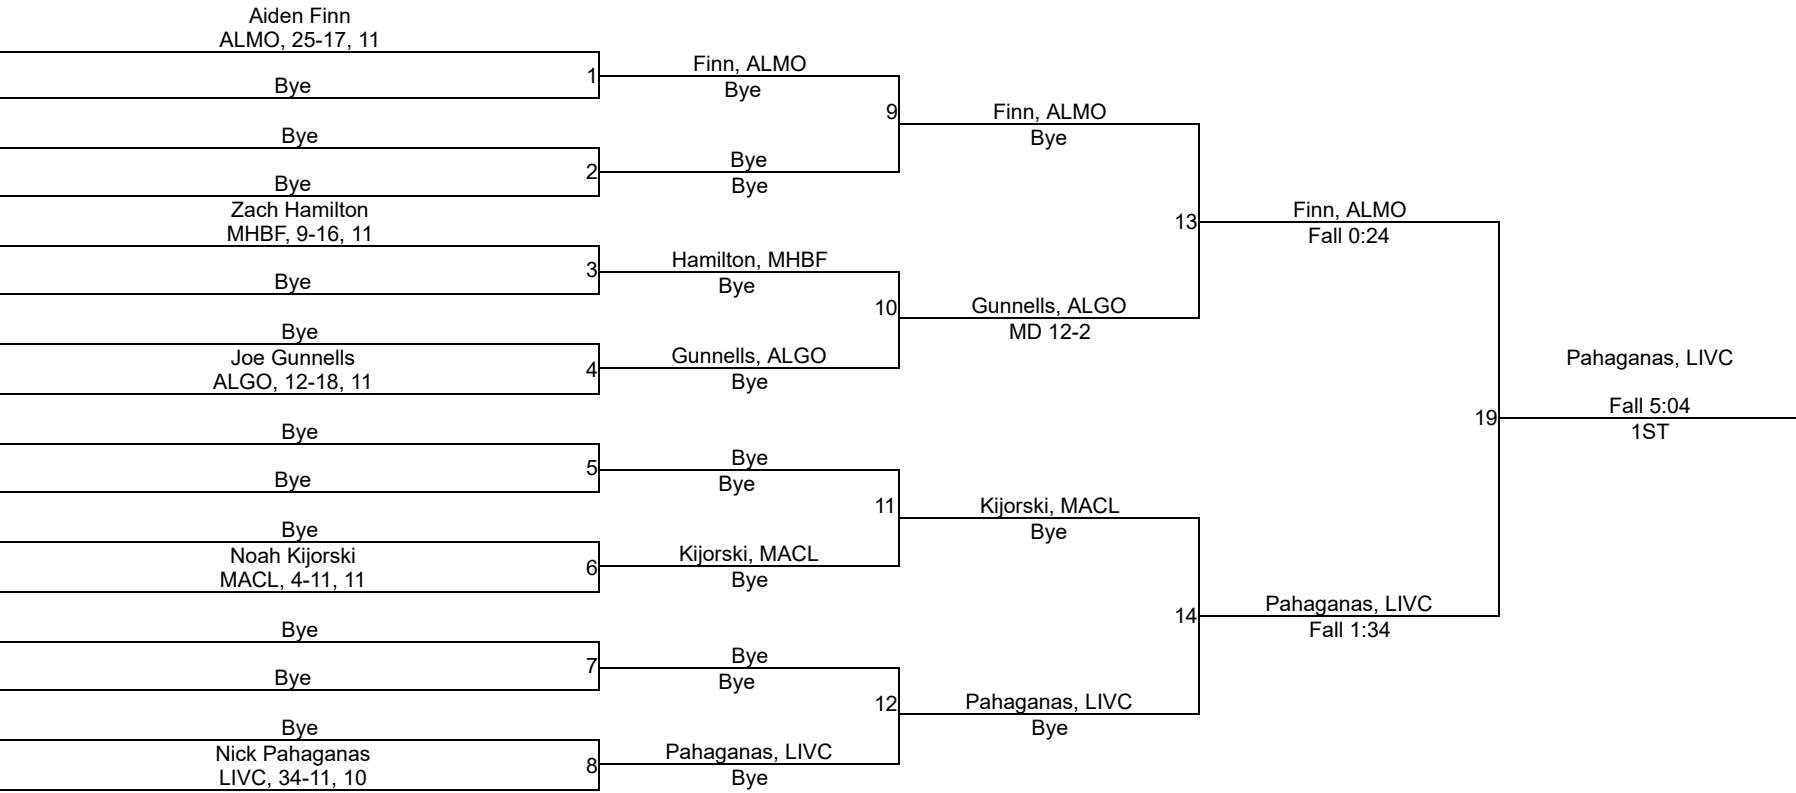 Aiden Finn
ALMO, 25-17, 11
Bye
1
Bye
Bye
2
Zach Hamilton
MHBF, 9-16, 11
Bye
3
Bye
Joe Gunnells
ALGO, 12-18, 11
4
Bye
Bye
5
Bye
Noah Kijorski
MACL, 4-11, 11
6
Bye
Bye
7
Bye
Nick Pahaganas
LIVC, 34-11, 10
8
Finn, ALMO
Bye
9
Bye
Bye
Hamilton, MHBF
Bye
10
Gunnells, ALGO
Bye
Bye
Bye
11
Kijorski, MACL
Bye
Bye
Bye
12
Pahaganas, LIVC
Bye
Finn, ALMO
Bye
13
Gunnells, ALGO
MD 12-2
Kijorski, MACL
Bye
14
Pahaganas, LIVC
Bye
Finn, ALMO
Fall 0:24
19
Pahaganas, LIVC
Fall 1:34
Pahaganas, LIVC
Fall 5:04
1ST